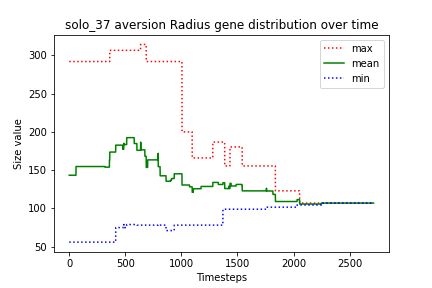 solo_37 aversion Radius gene distribution over time
max
mean
min
Size value
300
250
200
150
100
50
0
500
1000
1500
2000
2500
Timesteps